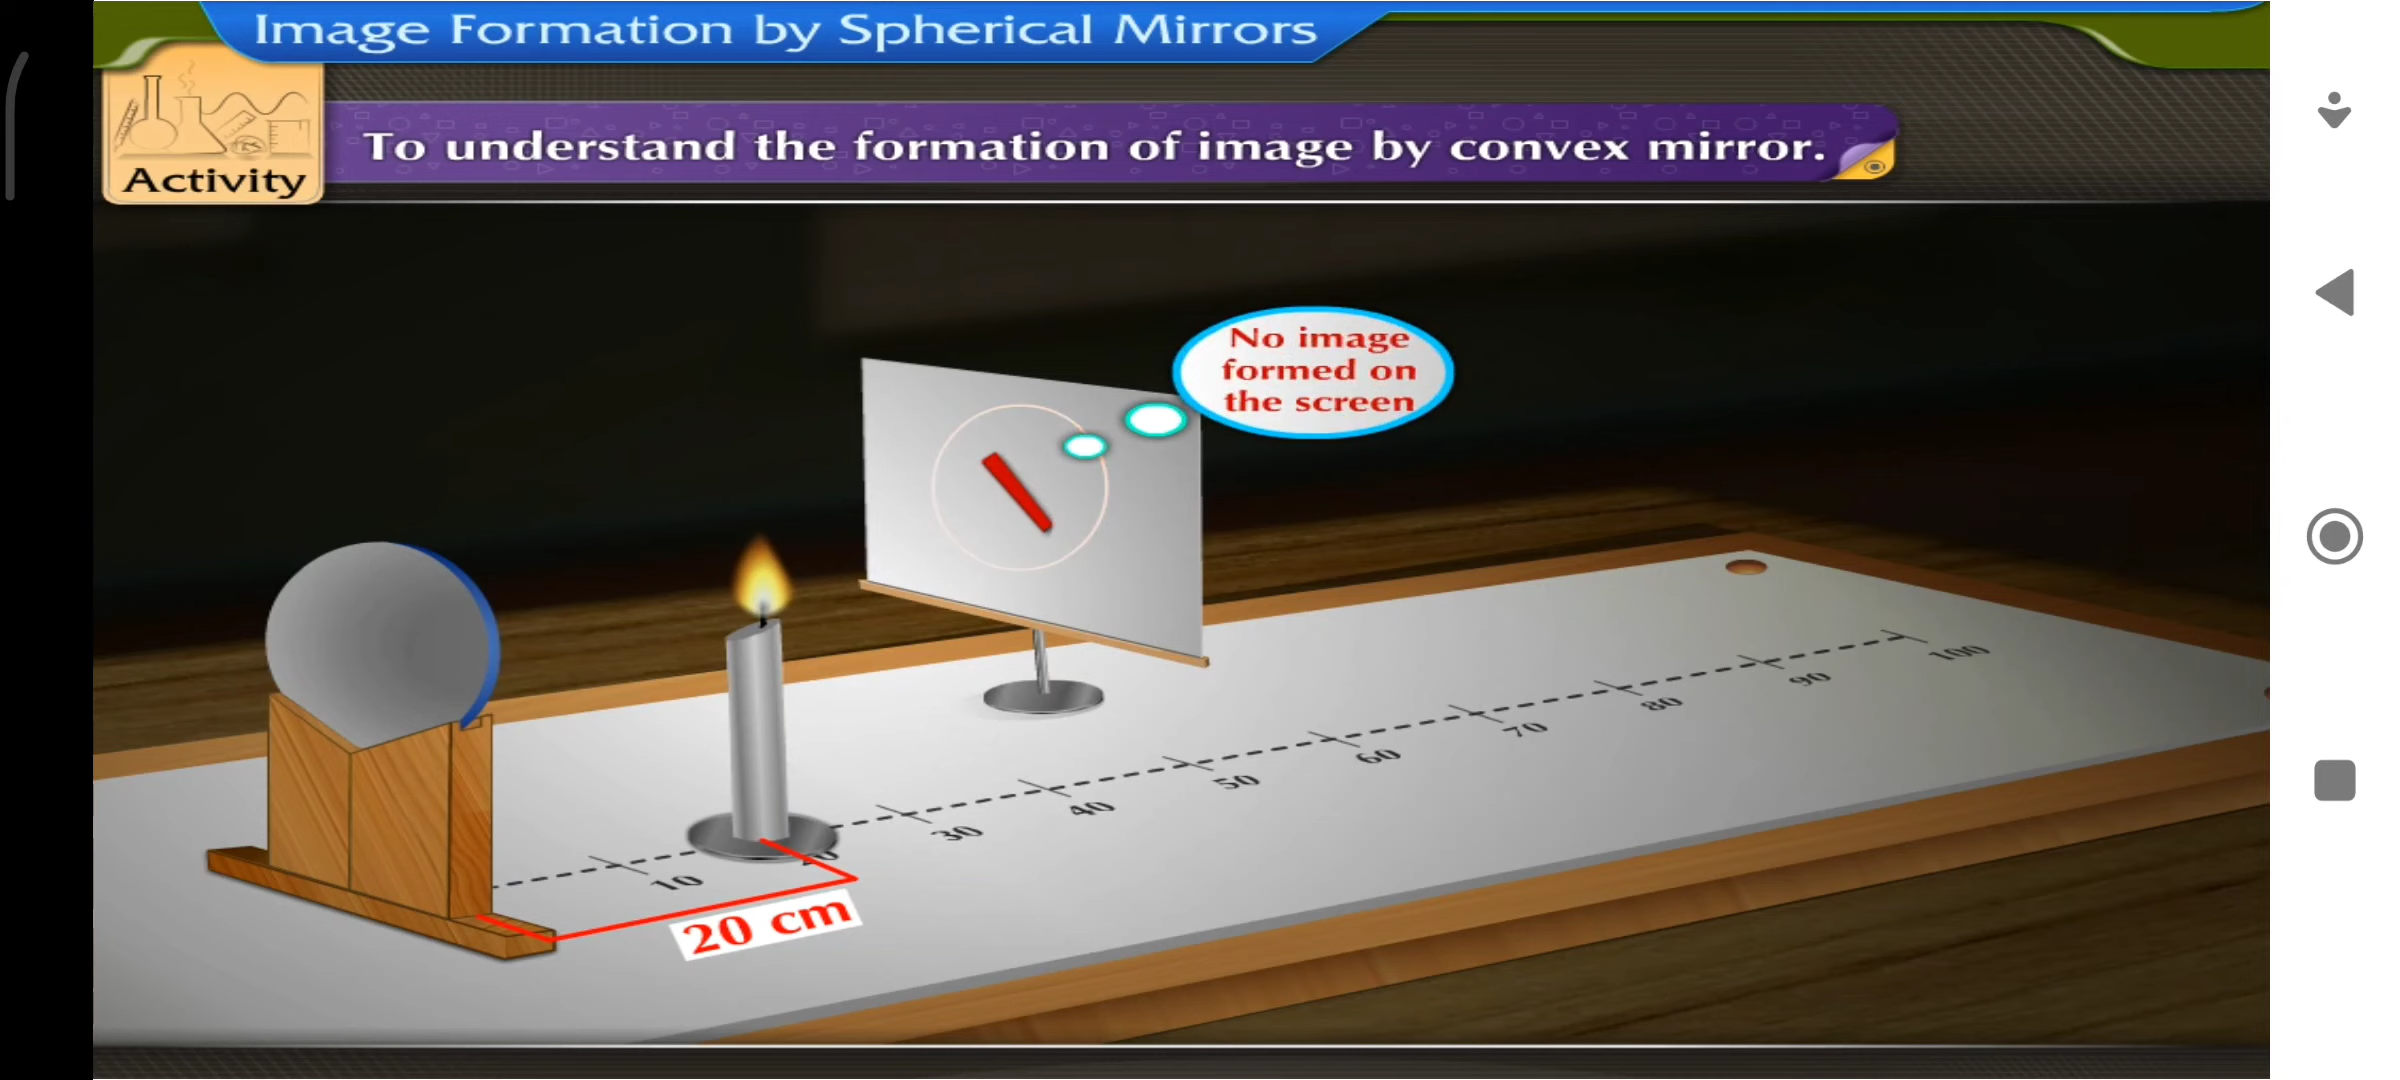 Image Formation by Spherical Mirrors
Activity
To understand the formation of image by convex mirror.
No image
formed on
the screen
10
20
30
40
50
60
70
80
90
100
20 cm